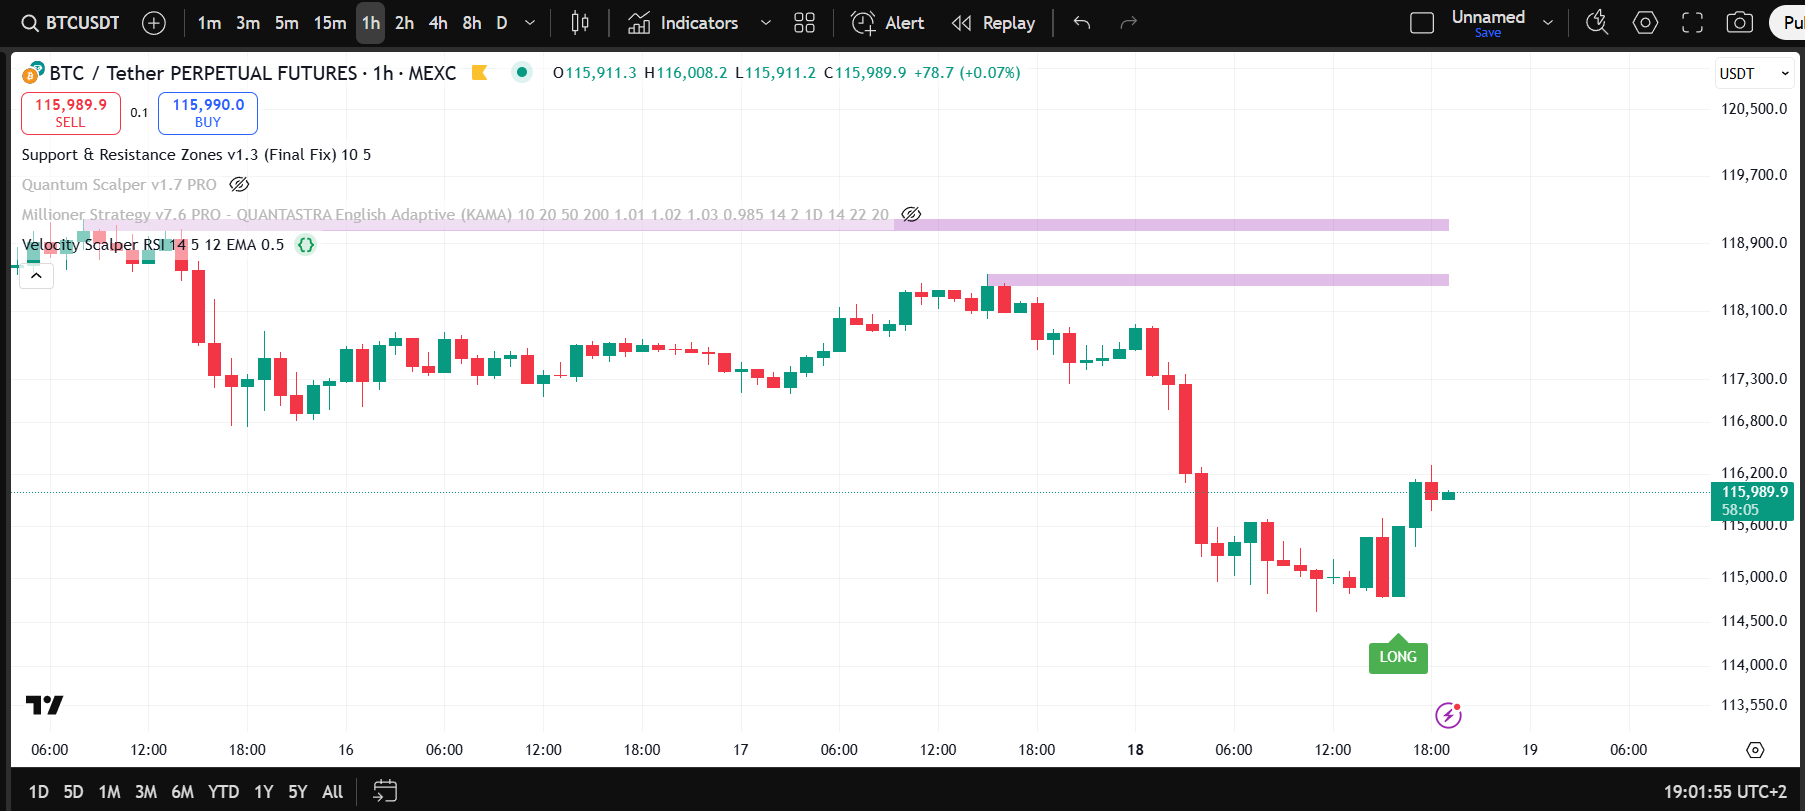 BTCUSDT 1m 3m 5m 15m 1h 2h 4h 8h D Indicators Alert Replay Unnamed Pu
Save
BTC / Tether PERPETUAL FUTURES · 1h · MEXC O115,911.3 H116,008.2 L115,911.2 C115,989.9 +78.7 (+0.07%) USDT
115,989.9 0.1 115,990.0
SELL BUY
Support & Resistance Zones v1.3 (Final Fix) 10 5
Quantum Scalper v1.7 PRO
Millioner Strategy v7.6 PRO - QUANTASTRA English Adaptive (KAMA) 10 20 50 200 1.01 1.02 1.03 0.985 14 2 1D 14 22 20
Velocity Scalper RSI 14 5 12 EMA 0.5 {}
120,500.0
119,700.0
118,900.0
118,100.0
117,300.0
116,800.0
116,200.0
115,989.9
58:05
115,600.0
115,000.0
114,500.0
114,000.0
113,550.0
LONG
06:00 12:00 18:00 16 06:00 12:00 18:00 17 06:00 12:00 18:00 18 06:00 12:00 18:00 19 06:00
1D 5D 1M 3M 6M YTD 1Y 5Y All 19:01:55 UTC+2